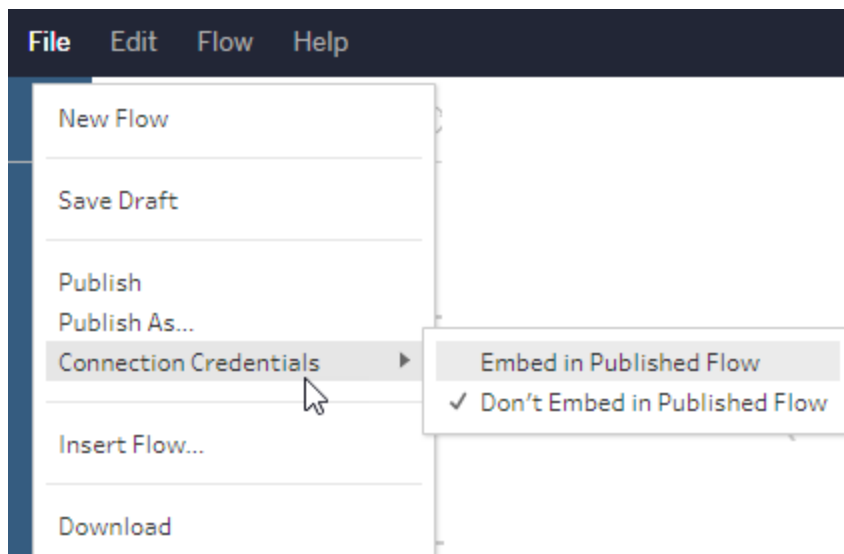 File Edit Flow Help
New Flow
Save Draft
Publish
Publish As...
Connection Credentials
Embed in Published Flow
✓ Don't Embed in Published Flow
Insert Flow...
Download